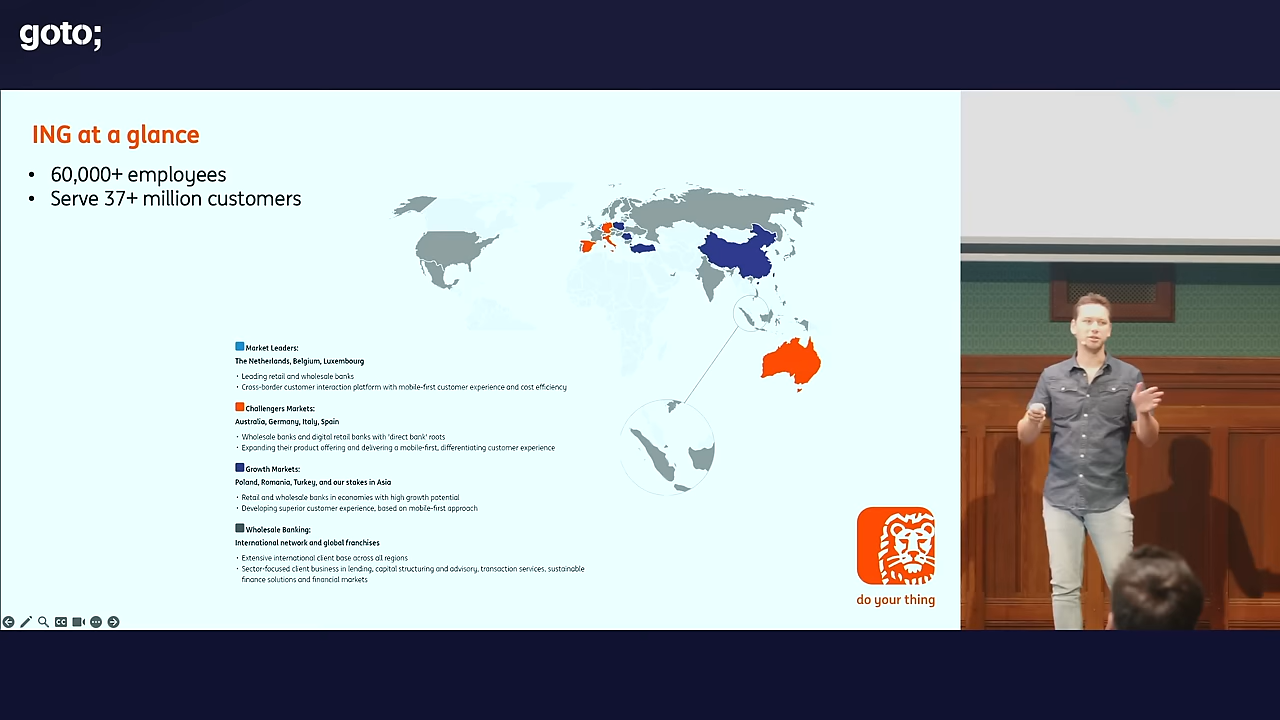 goto;
ING at a glance
• 60,000+ employees
• Serve 37+ million customers
Market Leaders:
The Netherlands, Belgium, Luxembourg
• Leading retail and wholesale banks
• Cross-border customer interaction platform with mobile-first customer experience and cost efficiency
Challengers Markets:
Australia, Germany, Italy, Spain
• Wholesale banks and digital retail banks with 'direct bank' roots
• Expanding their product offering and delivering a mobile-first, differentiating customer experience
Growth Markets:
Poland, Romania, Turkey, and our stakes in Asia
• Retail and wholesale banks in economies with high growth potential
• Developing superior customer experience, based on mobile-first approach
Wholesale Banking:
International network and global franchises
• Extensive international client base across all regions
• Sector-focused client business in lending, capital structuring and advisory, transaction services, sustainable
finance solutions and financial markets
do your thing